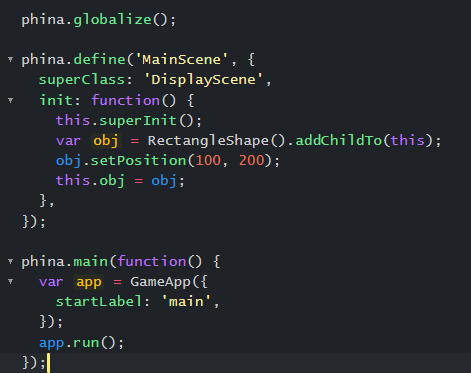 phina.globalize();
phina.define('MainScene', {
superClass: 'DisplayScene',
init: function() {
this.superInit();
var obj = RectangleShape().addChildTo(this);
obj.setPosition(100, 200);
this.obj = obj;
},
});
phina.main(function() {
var app = GameApp({
startLabel: 'main',
});
app.run();
});